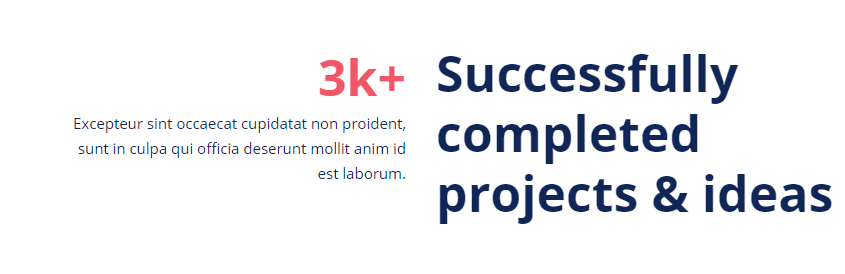 3k+
Excepteur sint occaecat cupidatat non proident,
sunt in culpa qui officia deserunt mollit anim id
est laborum.
Successfully
completed
projects & ideas